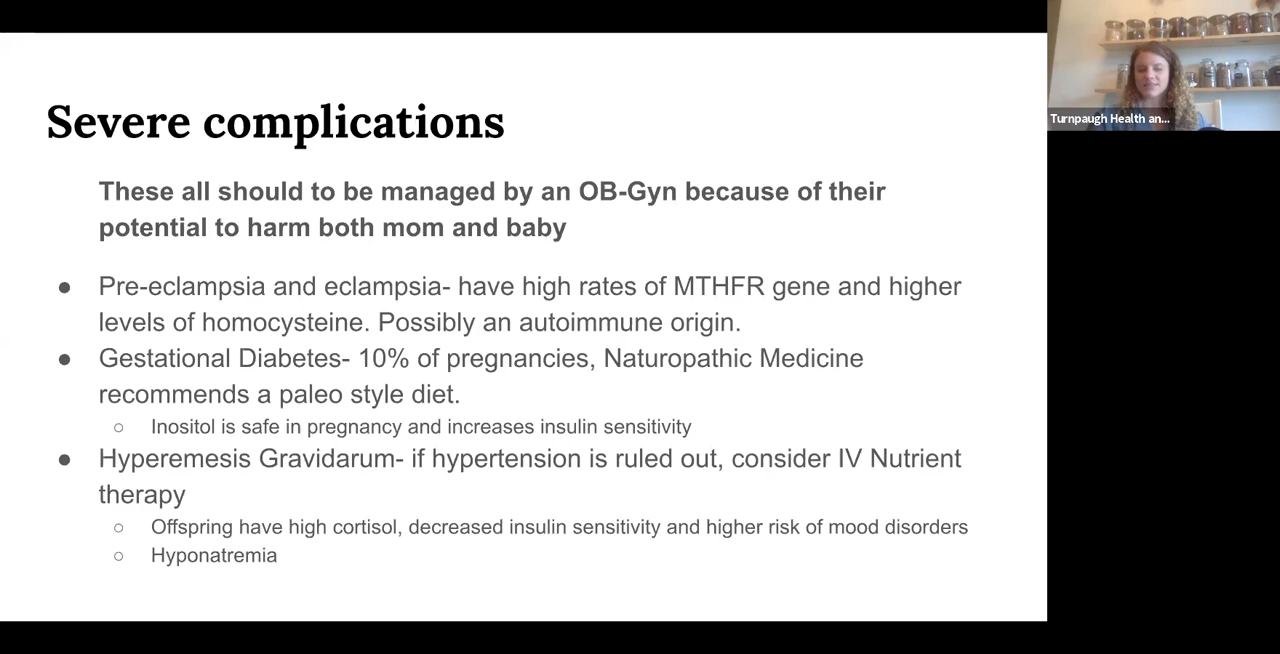 Severe complications
These all should to be managed by an OB-Gyn because of their
potential to harm both mom and baby
● Pre-eclampsia and eclampsia- have high rates of MTHFR gene and higher
levels of homocysteine. Possibly an autoimmune origin.
● Gestational Diabetes- 10% of pregnancies, Naturopathic Medicine
recommends a paleo style diet.
○ Inositol is safe in pregnancy and increases insulin sensitivity
● Hyperemesis Gravidarum- if hypertension is ruled out, consider IV Nutrient
therapy
○ Offspring have high cortisol, decreased insulin sensitivity and higher risk of mood disorders
○ Hyponatremia
Turnpaugh Health an...